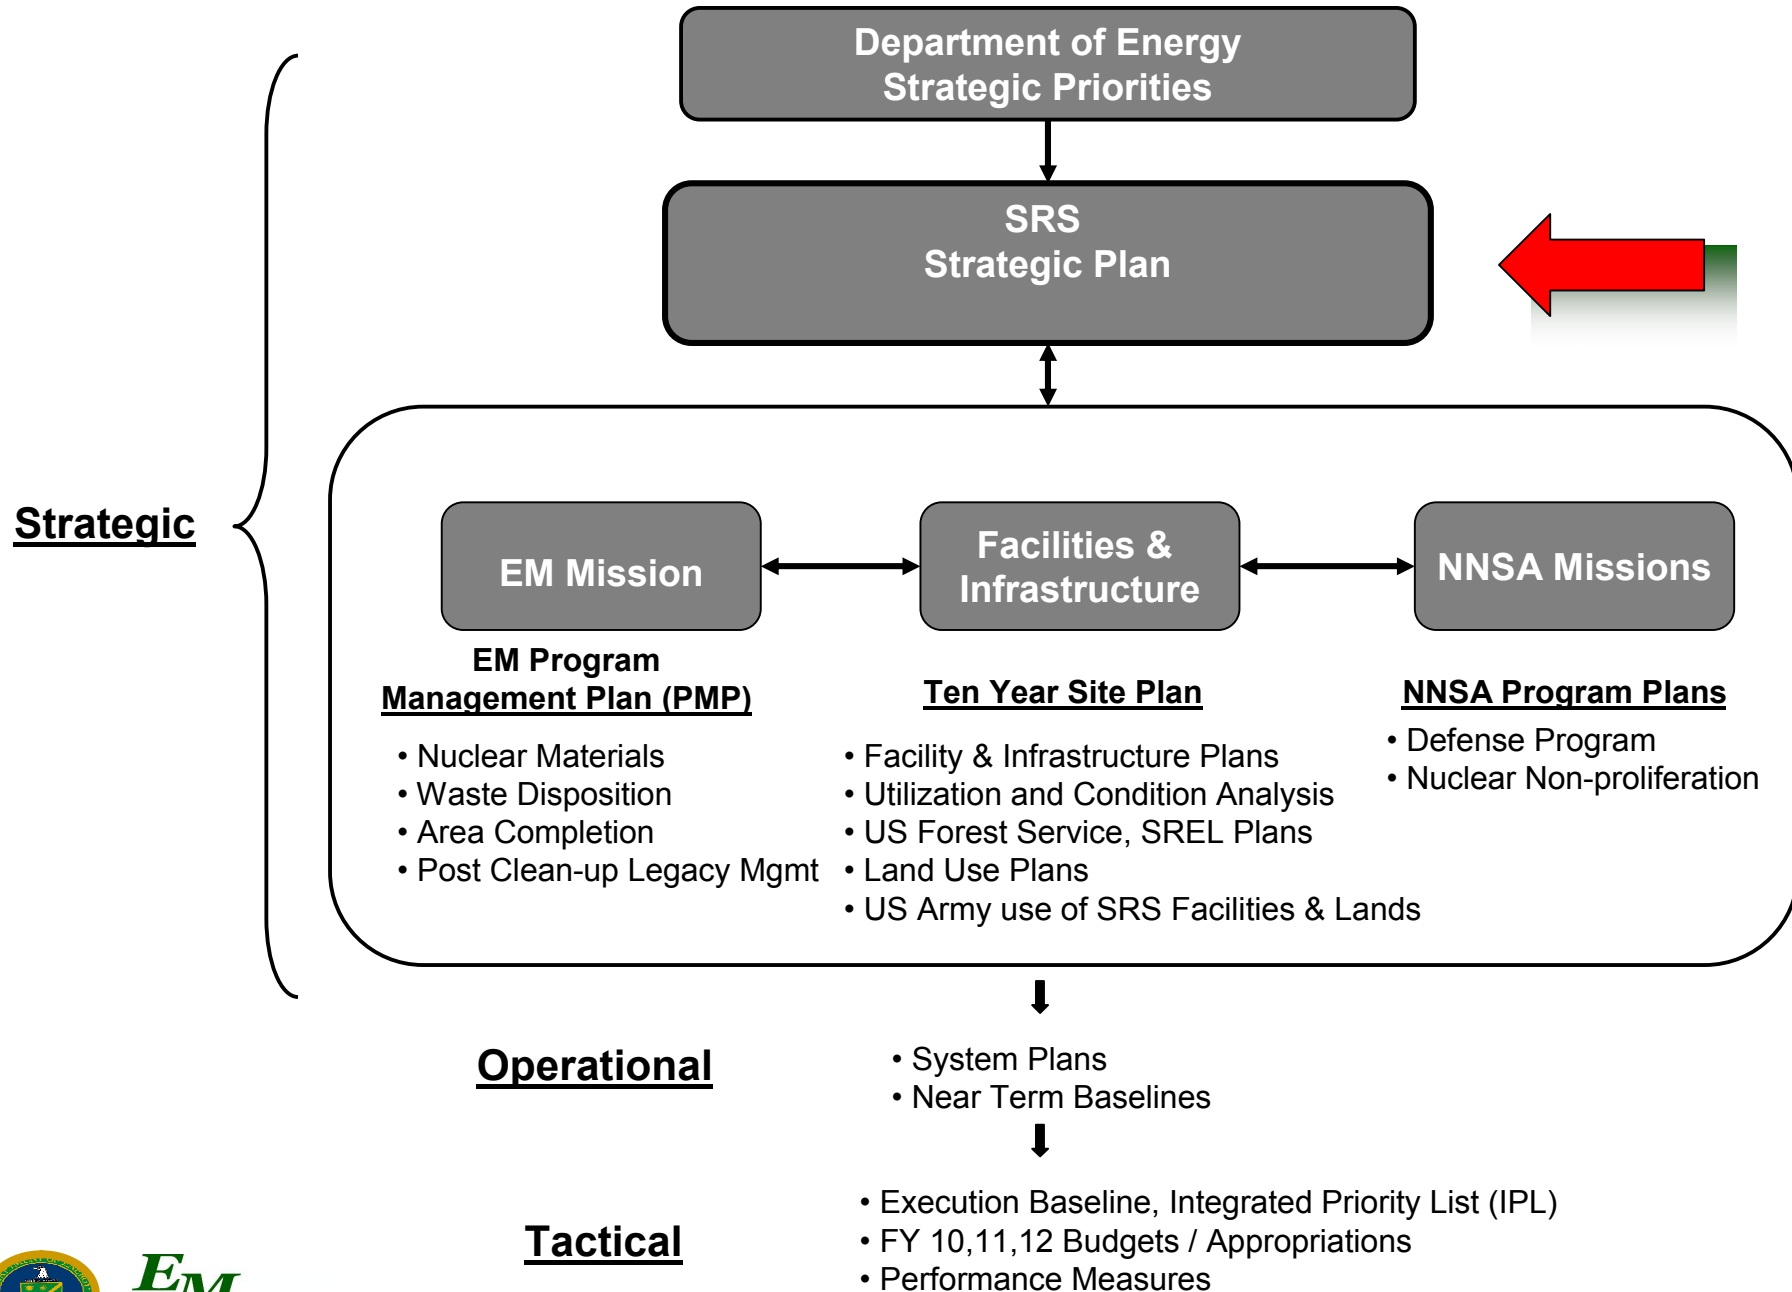 Department of Energy
Strategic Priorities
SRS
Strategic Plan
Strategic
EM Mission
Facilities &
Infrastructure
NNSA Missions
EM Program
Management Plan (PMP)
• Nuclear Materials
• Waste Disposition
• Area Completion
• Post Clean-up Legacy Mgmt
Ten Year Site Plan
• Facility & Infrastructure Plans
• Utilization and Condition Analysis
• US Forest Service, SREL Plans
• Land Use Plans
• US Army use of SRS Facilities & Lands
NNSA Program Plans
• Defense Program
• Nuclear Non-proliferation
Operational
• System Plans
• Near Term Baselines
Tactical
• Execution Baseline, Integrated Priority List (IPL)
• FY 10,11,12 Budgets / Appropriations
• Performance Measures
EM